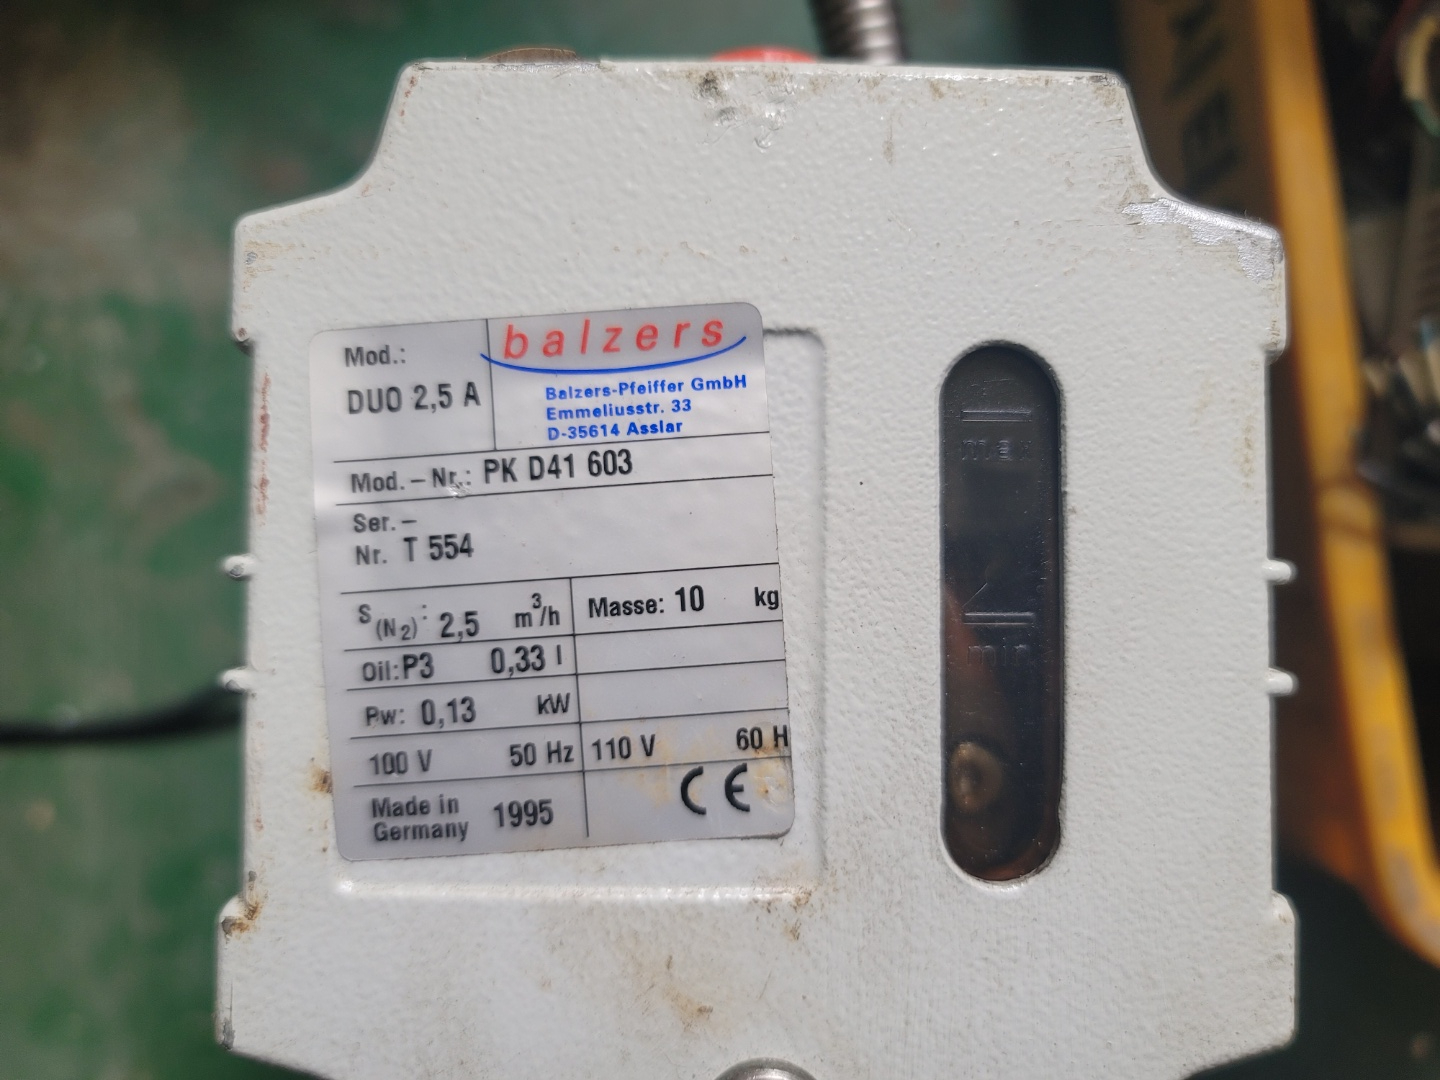 balzers
Mod.:
DUO 2,5 A
Balzers-Pfeiffer GmbH
Emmeliusstr. 33
D-35614 Asslar
Mod. – Nr.: PK D41 603
Ser. –
Nr. T 554
S(N2): 2,5 m³/h
Masse: 10 kg
Oil: P3 0,33 l
Pw: 0,13 kW
100 V 50 Hz
110 V 60 H
Made in
Germany 1995
CE
max
min